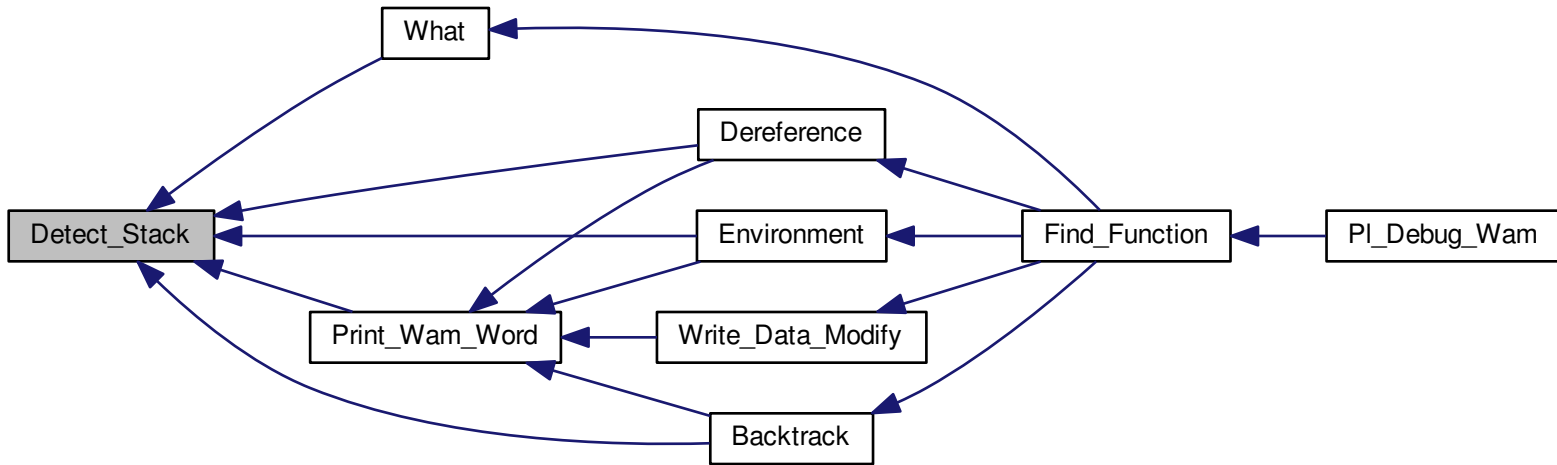 What
Dereference
Detect_Stack
Environment
Find_Function
Pl_Debug_Wam
Print_Wam_Word
Write_Data_Modify
Backtrack